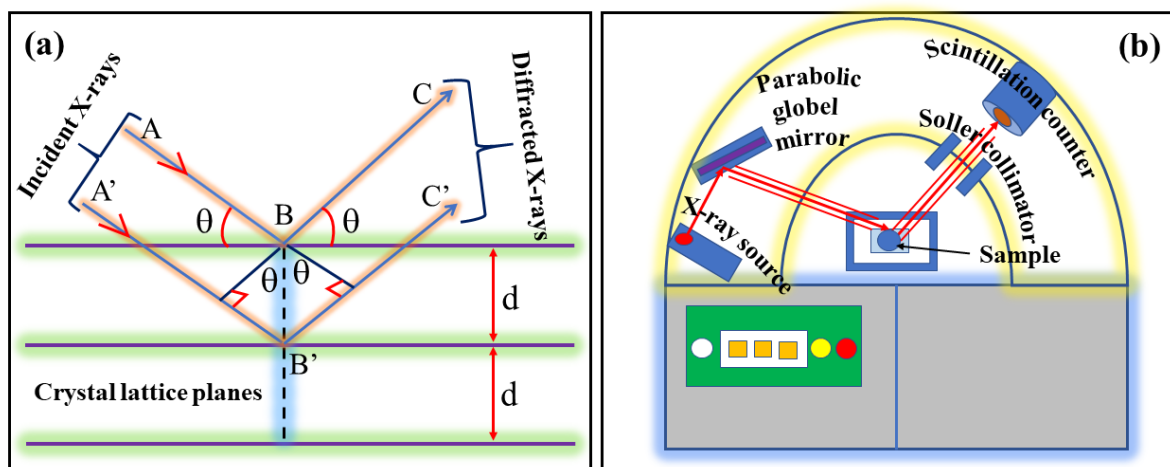 (a)
Incident X-rays
A
A’
B
C
C’
Diffracted X-rays
θ
θ
θ
θ
d
B’
Crystal lattice planes
d
(b)
Parabolic
globel
mirror
Scintillation counter
Soller collimator
X-ray source
Sample